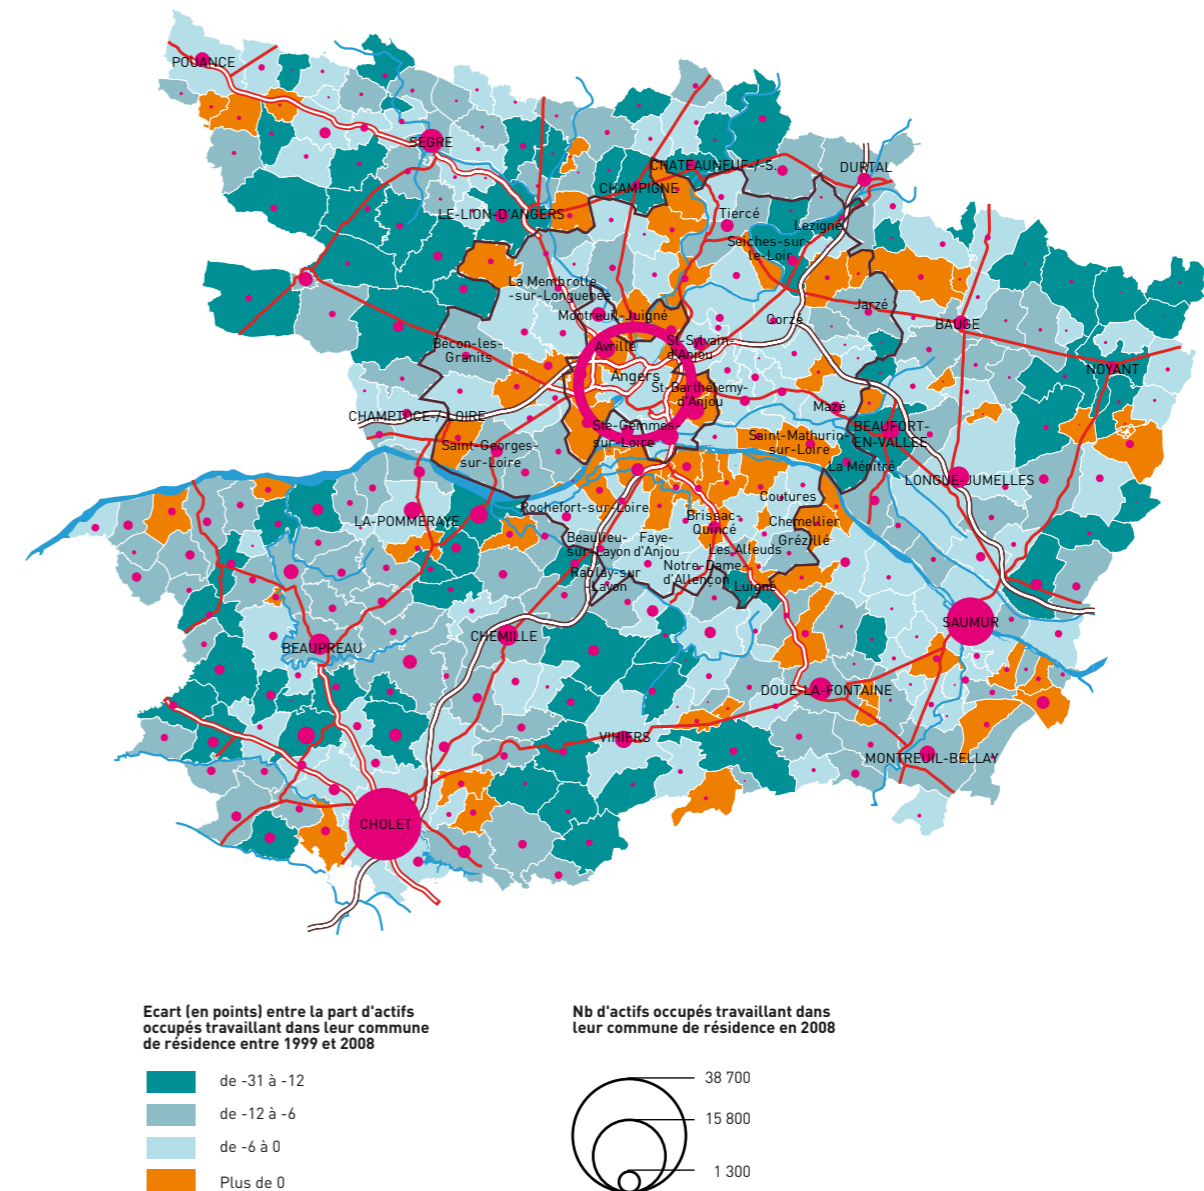 POUANCE
SEGRE
CHATEAUNEUF-/-S.
DURTAL
CHAMPIGNE
LE-LION-D'ANGERS
Tiercé
Lezigné
Seiches-sur-
le-Loir
La Membrolle
-sur-Longuenée
Jarzé
Montreuil-Juigné
Corzé
BAUGE
Bécon-les-
Granits
Avrillé
St-Sylvain-
d'Anjou
NOYANT
Angers
St-Barthélemy-
d'Anjou
CHAMPTOCE-/-LOIRE
Mazé
Ste-Gemmes-
sur-Loire
BEAUFORT-
EN-VALLEE
Saint-Georges-
sur-Loire
Saint-Mathurin-
sur-Loire
La Ménitré
LONGUE-JUMELLES
Coutures
Rochefort-sur-Loire
LA-POMMERAYE
Brissac-
Quincé
Chemellier
Grézillé
Beaulieu-
sur-Layon
Faye-
d'Anjou
Les Alleuds
Notre-Dame-
d'Allençon
Rablay-sur
-Layon
Luigné
SAUMUR
CHEMILLE
BEAUPREAU
DOUE-LA-FONTAINE
VIHIERS
MONTREUIL-BELLAY
CHOLET
Ecart (en points) entre la part d'actifs
occupés travaillant dans leur commune
de résidence entre 1999 et 2008
de -31 à -12
de -12 à -6
de -6 à 0
Plus de 0
Nb d'actifs occupés travaillant dans
leur commune de résidence en 2008
38 700
15 800
1 300